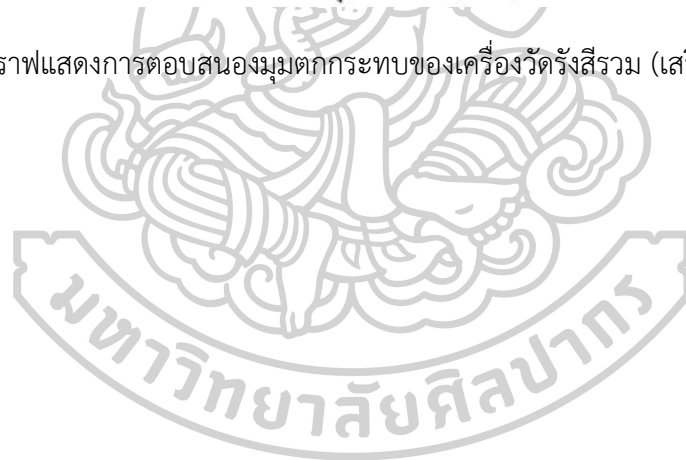 ราฟแสดงการตอบสนองมุมตกกระทบของเครื่องวัดรังสีรวม (เส
มหาวิทยาลัยศิลปากร